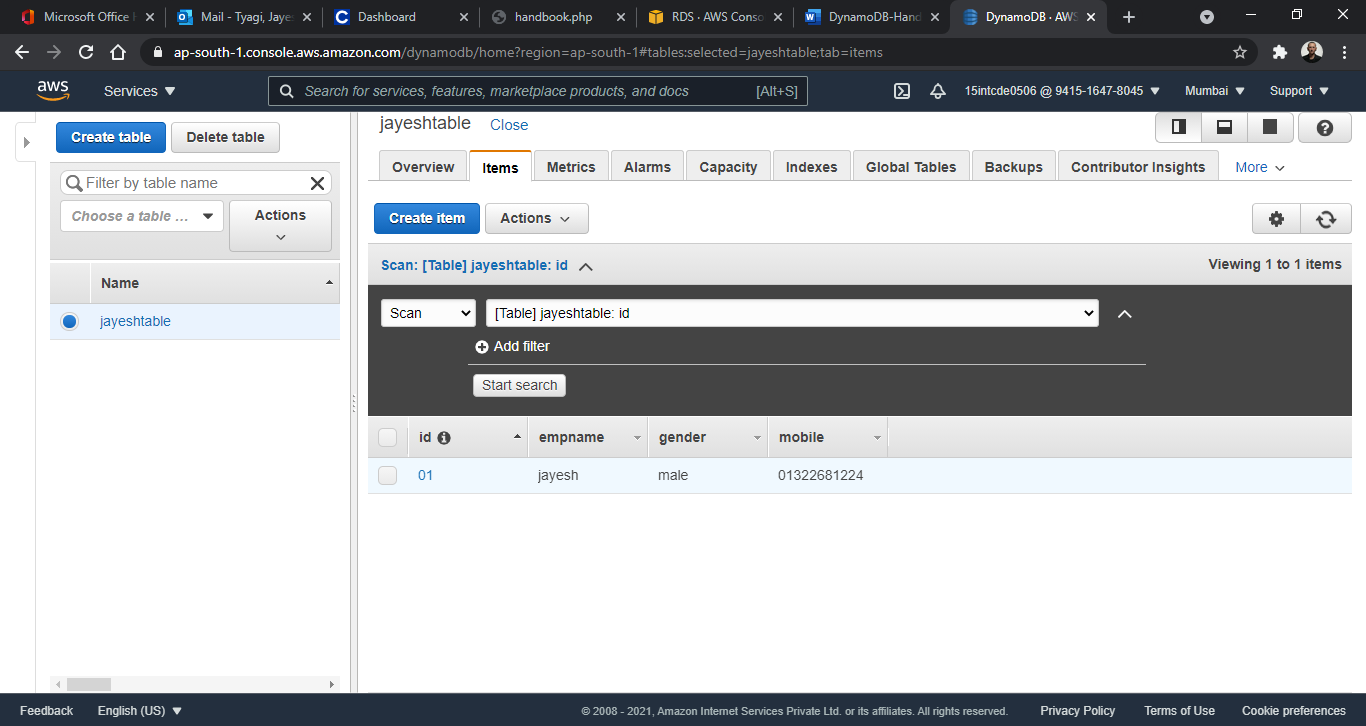 Microsoft Office H
Mail - Tyagi, Jaye
Dashboard
handbook.php
RDS · AWS Conso
DynamoDB-Hand
DynamoDB · AWS
ap-south-1.console.aws.amazon.com/dynamodb/home?region=ap-south-1#tables:selected=jayeshtable;tab=items
aws
Services
Search for services, features, marketplace products, and docs [Alt+S]
15intcde0506 @ 9415-1647-8045
Mumbai
Support
Create table
Delete table
Filter by table name
Choose a table ...
Actions
Name
jayeshtable
jayeshtable Close
Overview Items Metrics Alarms Capacity Indexes Global Tables Backups Contributor Insights More
Create item Actions
Scan: [Table] jayeshtable: id
Viewing 1 to 1 items
Scan
[Table] jayeshtable: id
Add filter
Start search
id empname gender mobile
01 jayesh male 01322681224
Feedback English (US)
© 2008 - 2021, Amazon Internet Services Private Ltd. or its affiliates. All rights reserved.
Privacy Policy Terms of Use Cookie preferences